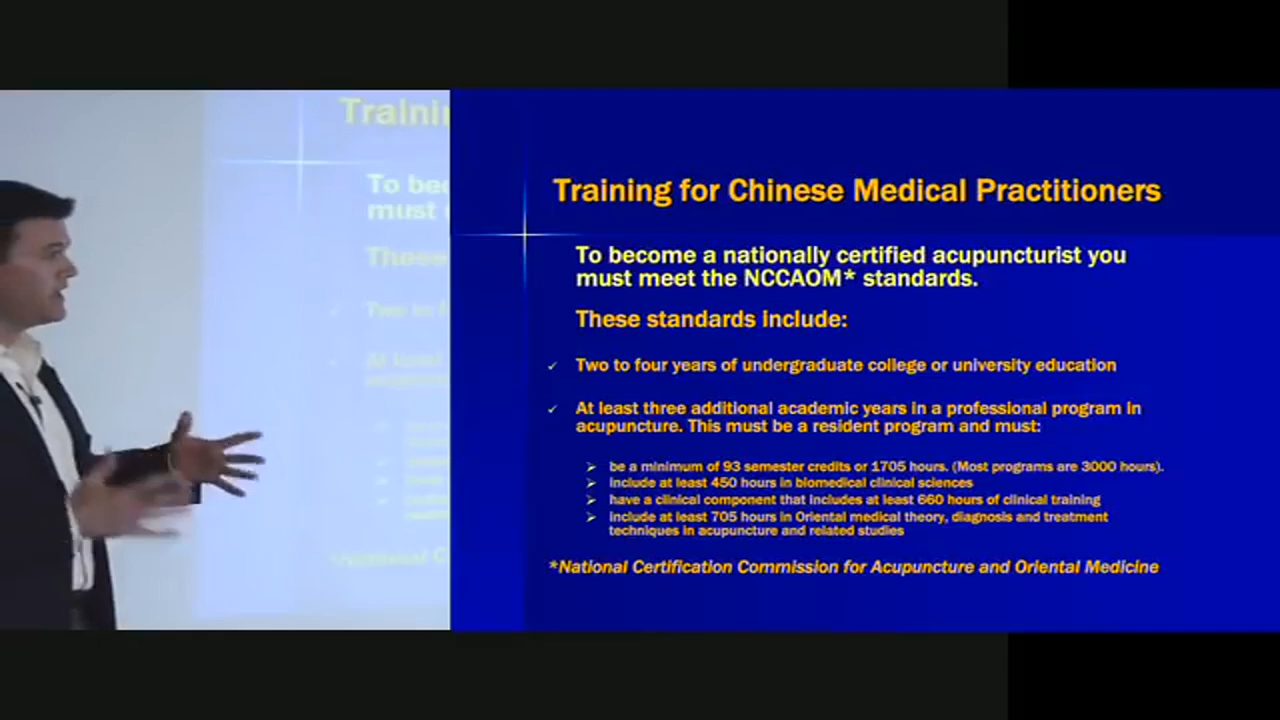 Traini
To bec
must
These
Two to f
At least
Training for Chinese Medical Practitioners
To become a nationally certified acupuncturist you
must meet the NCCAOM* standards.
These standards include:
Two to four years of undergraduate college or university education
At least three additional academic years in a professional program in
acupuncture. This must be a resident program and must:
be a minimum of 93 semester credits or 1705 hours. (Most programs are 3000 hours).
include at least 450 hours in biomedical clinical sciences
have a clinical component that includes at least 660 hours of clinical training
include at least 705 hours in Oriental medical theory, diagnosis and treatment
techniques in acupuncture and related studies
*National Certification Commission for Acupuncture and Oriental Medicine